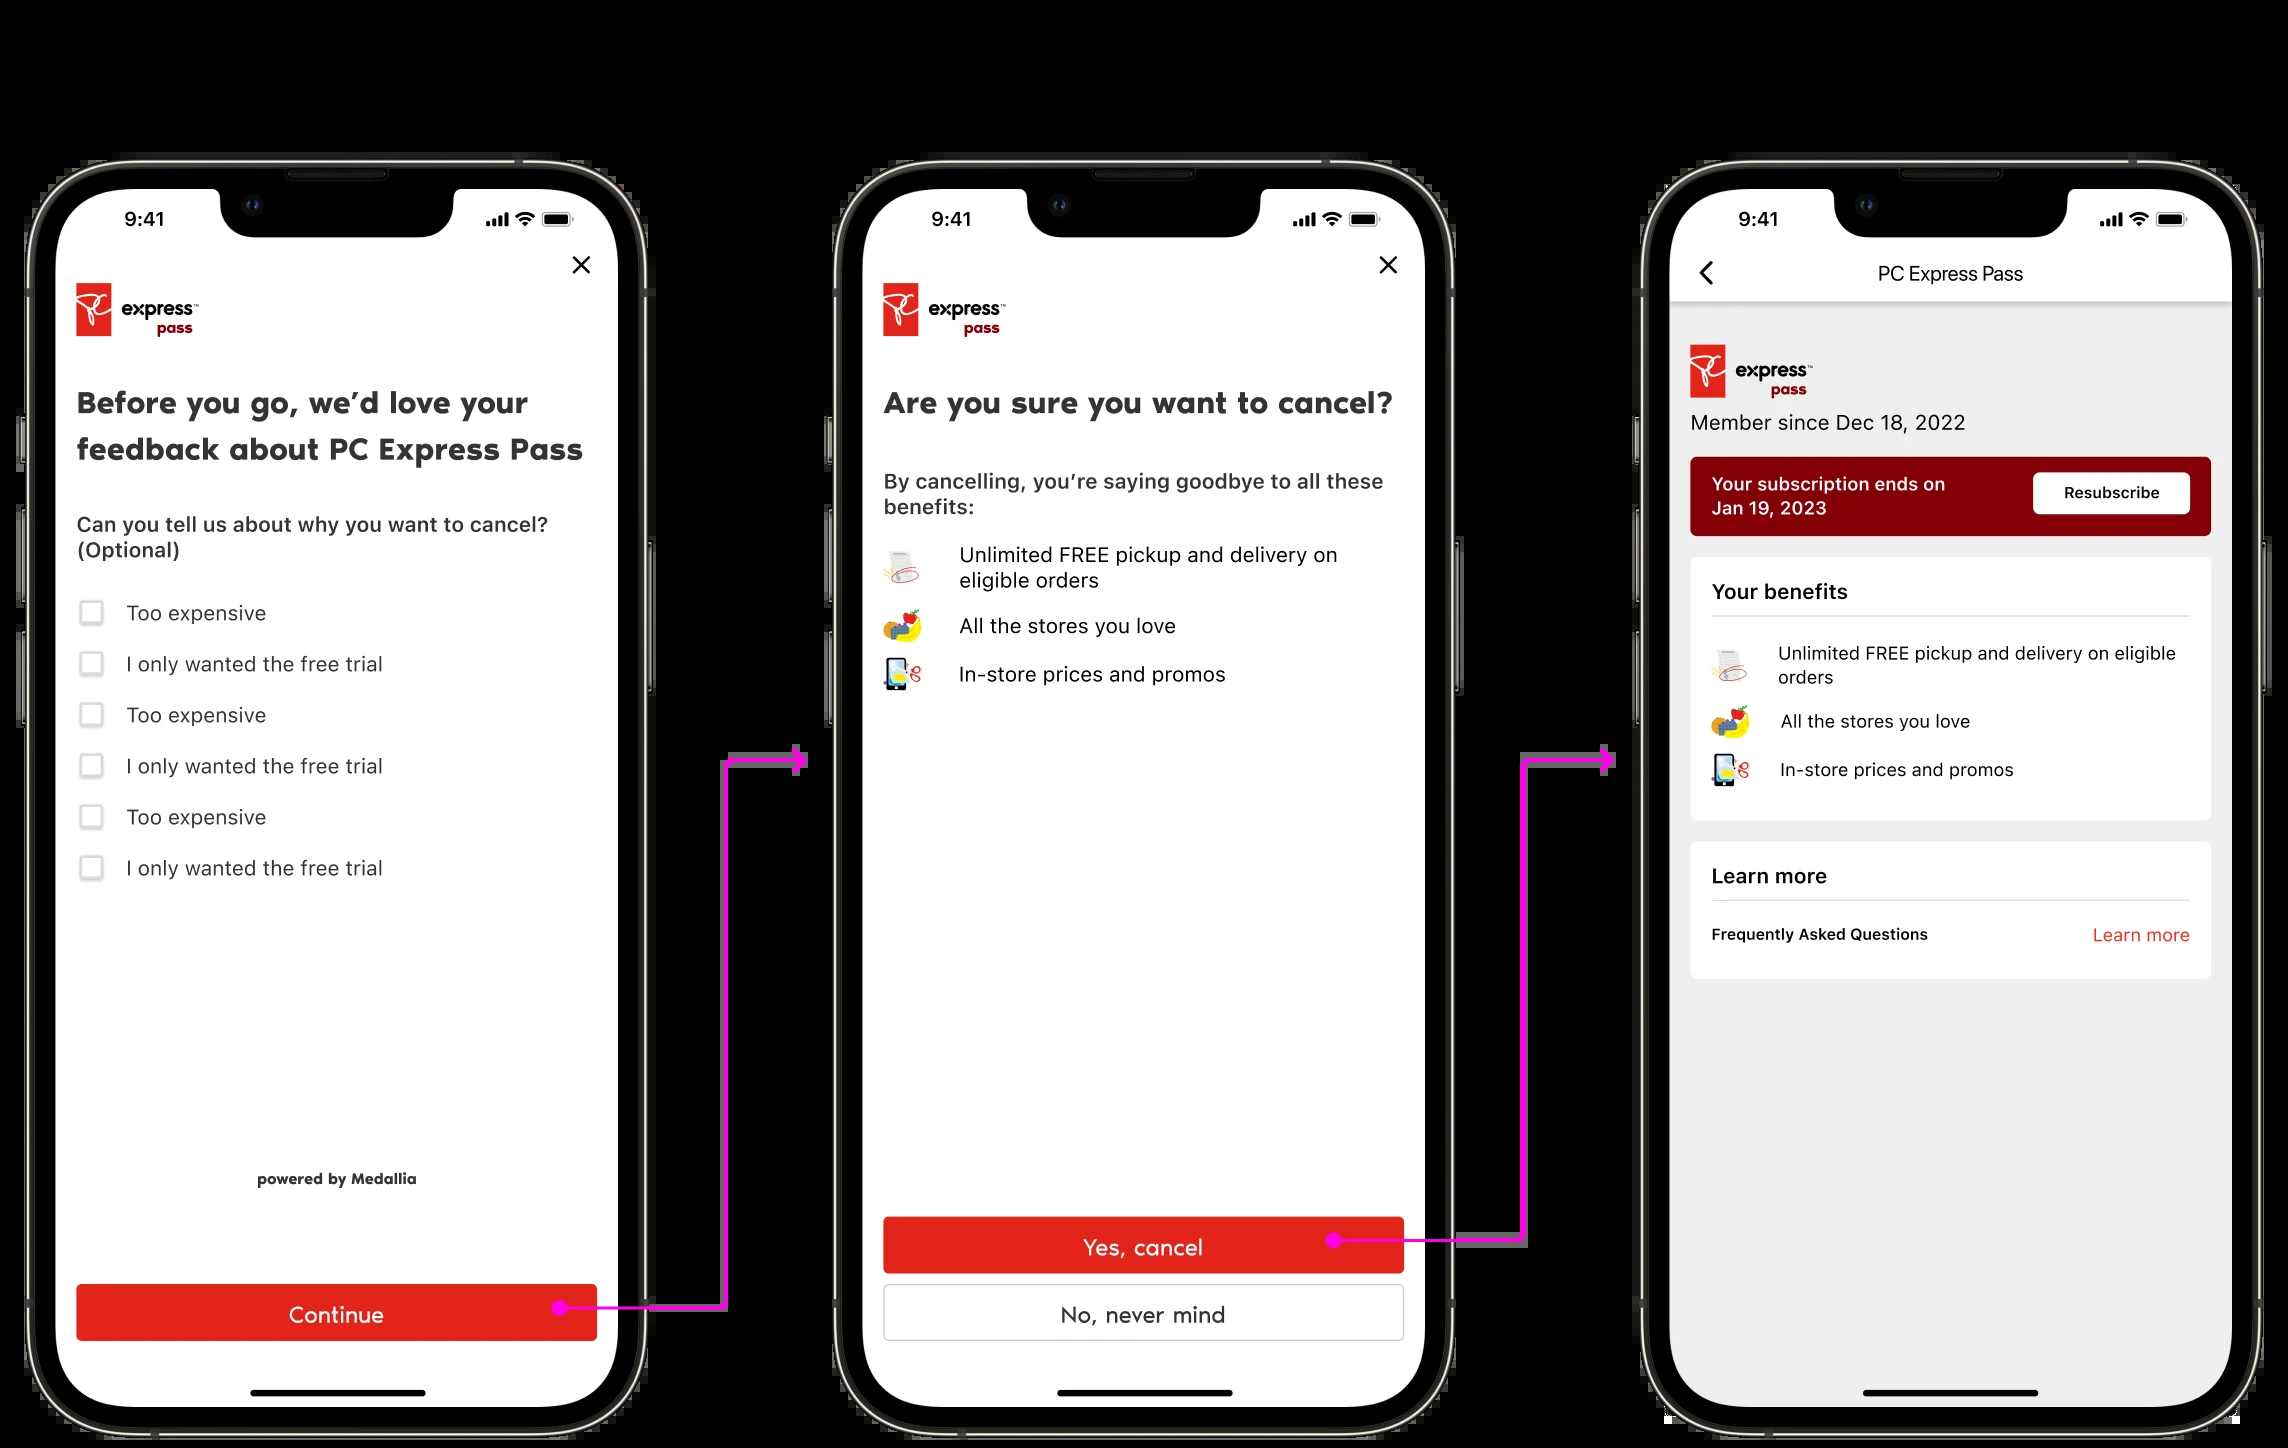 9:41
express™
pass
Before you go, we’d love your
feedback about PC Express Pass
Can you tell us about why you want to cancel?
(Optional)
Too expensive
I only wanted the free trial
Too expensive
I only wanted the free trial
Too expensive
I only wanted the free trial
powered by Medallia
Continue
9:41
express™
pass
Are you sure you want to cancel?
By cancelling, you’re saying goodbye to all these
benefits:
Unlimited FREE pickup and delivery on
eligible orders
All the stores you love
In-store prices and promos
Yes, cancel
No, never mind
9:41
PC Express Pass
express™
pass
Member since Dec 18, 2022
Your subscription ends on
Jan 19, 2023
Resubscribe
Your benefits
Unlimited FREE pickup and delivery on eligible
orders
All the stores you love
In-store prices and promos
Learn more
Frequently Asked Questions
Learn more